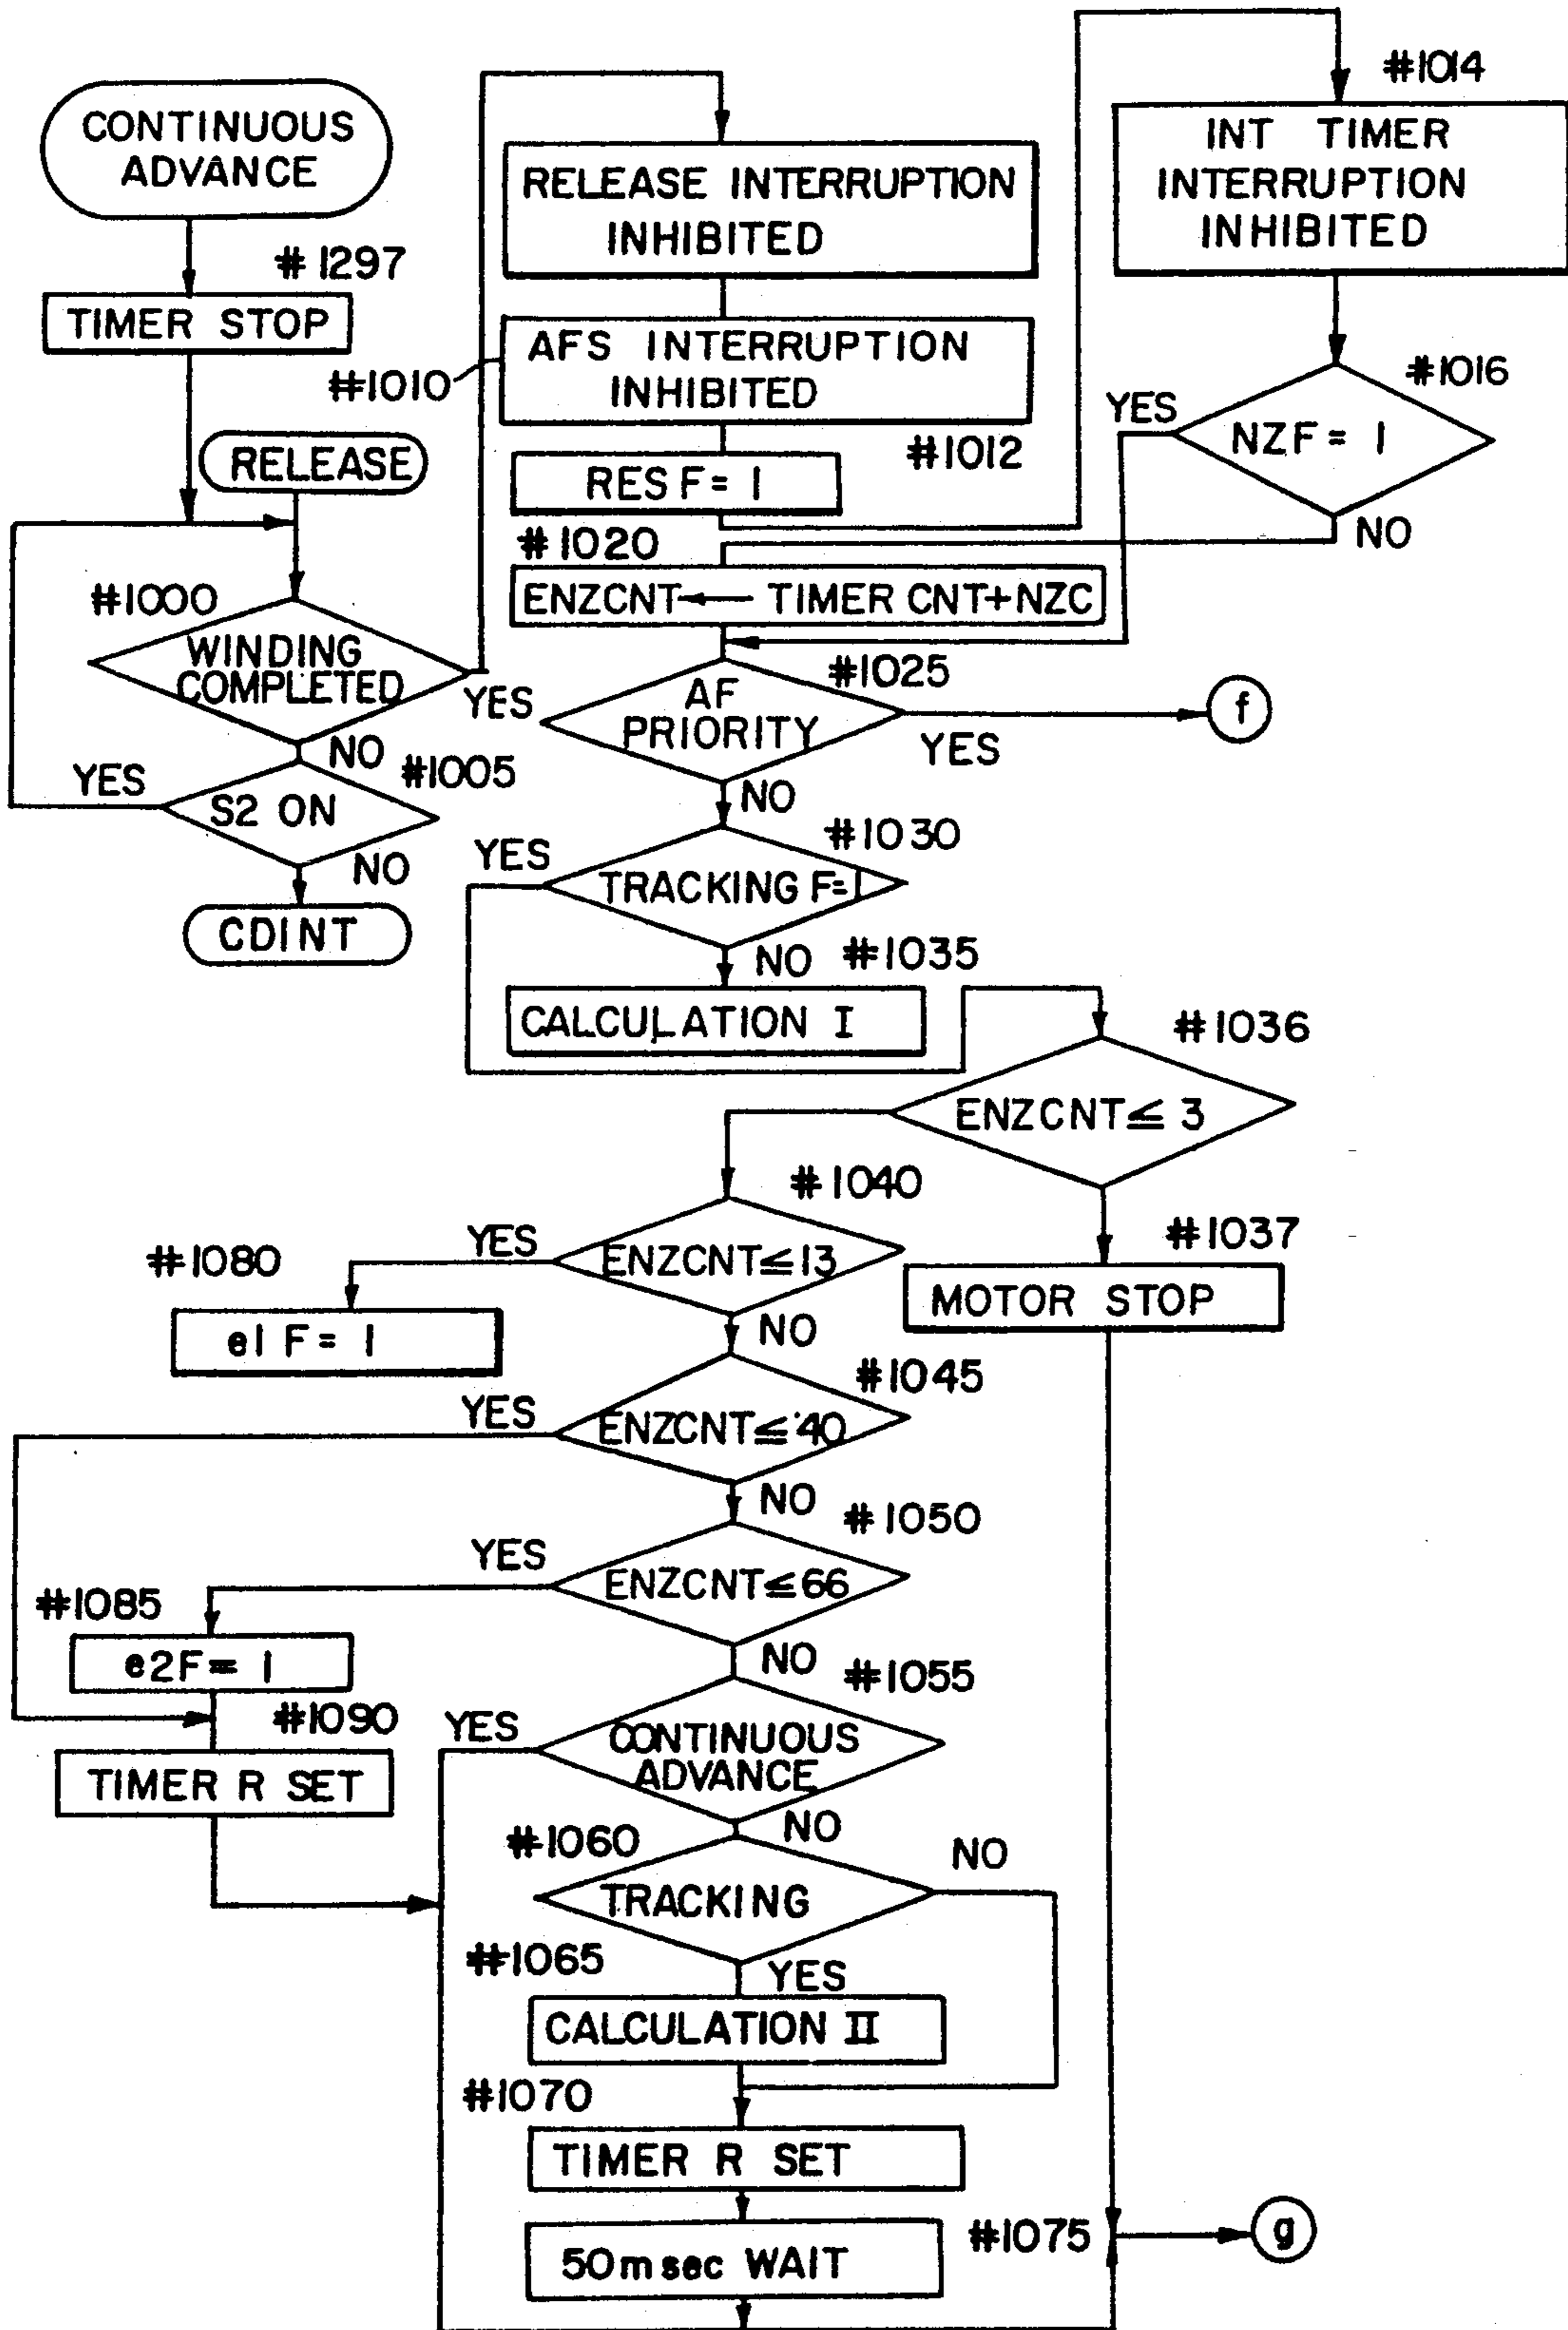 CONTINUOUS
ADVANCE
# 1297
TIMER STOP
RELEASE
#1000
WINDING
COMPLETED
YES
NO
#1005
YES
S2 ON
NO
CDINT
RELEASE INTERRUPTION
INHIBITED
AFS INTERRUPTION
INHIBITED
#1010
#1012
RES F= 1
#1014
INT TIMER
INTERRUPTION
INHIBITED
#1016
YES
NZF = 1
NO
#1020
ENZCNT← TIMER CNT+NZC
#1025
AF
PRIORITY
YES
f
NO
#1030
YES
TRACKING F=1
NO
#1035
CALCULATION I
#1036
ENZCNT≦ 3
#1037
MOTOR STOP
#1040
YES
ENZCNT≦13
#1080
e1 F= 1
NO
#1045
YES
ENZCNT≦40
NO
#1050
YES
ENZCNT≦66
#1085
e2F= 1
NO
#1090
TIMER R SET
#1055
YES
CONTINUOUS
ADVANCE
NO
#1060
NO
TRACKING
#1065
YES
CALCULATION II
#1070
TIMER R SET
50msec WAIT
#1075
g